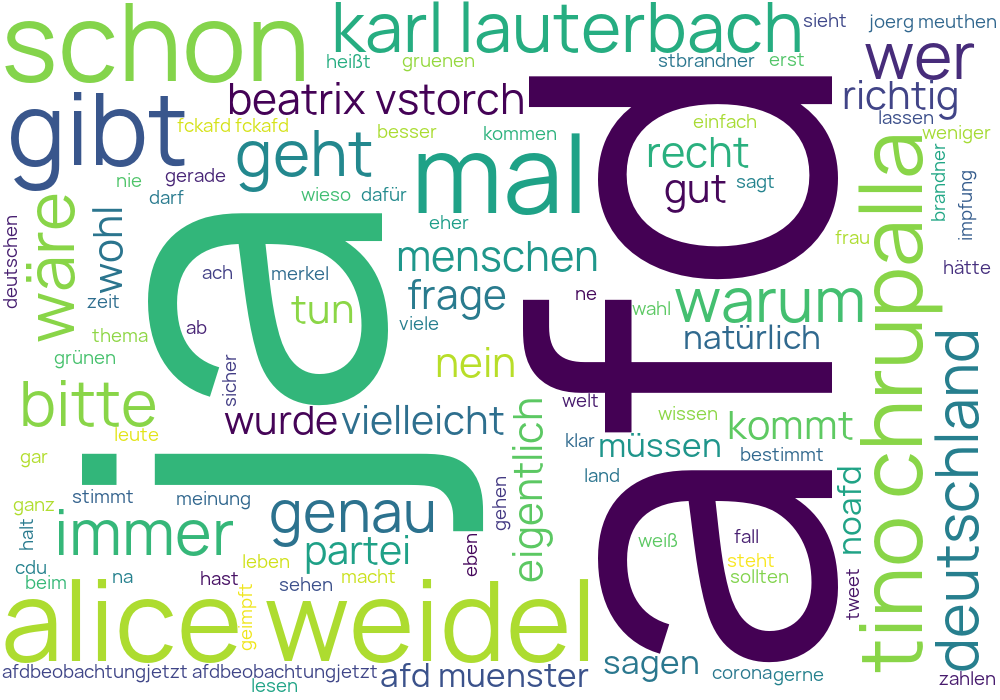 schon
karl lauterbach
sieht
joerg meuthen
heißt
gruenen
stbrandner
erst
wer
gibt
beatrix vstorch
richtig
fckafd fckafd
besser
kommen
einfach
lassen
weniger
geht
mal
recht
nie
gerade
gut
sagt
darf
wieso
dafür
eher
wäre
wohl
deutschen
zeit
ja
afd
ach
merkel
tun
ab
menschen
frage
viele
ne
wahl
warum
natürlich
frau
brandner
impfung
hätte
tino chrupalla
thema
grünen
sicher
nein
welt
wissen
bitte
leute
wurde
vielleicht
klar
müssen
kommt
bestimmt
land
deutschland
gar
stimmt
meinung
eigentlich
gehen
ganz
halt
immer
genau
partei
eben
noafd
weiß
fall
steht
sollten
cdu
beim
na
hast
leben
sehen
macht
geimpft
tweet
alice weidel
afdbeobachtungjetzt afdbeobachtungjetzt
lesen
afd muenster
sagen
corona
gerne
zahlen